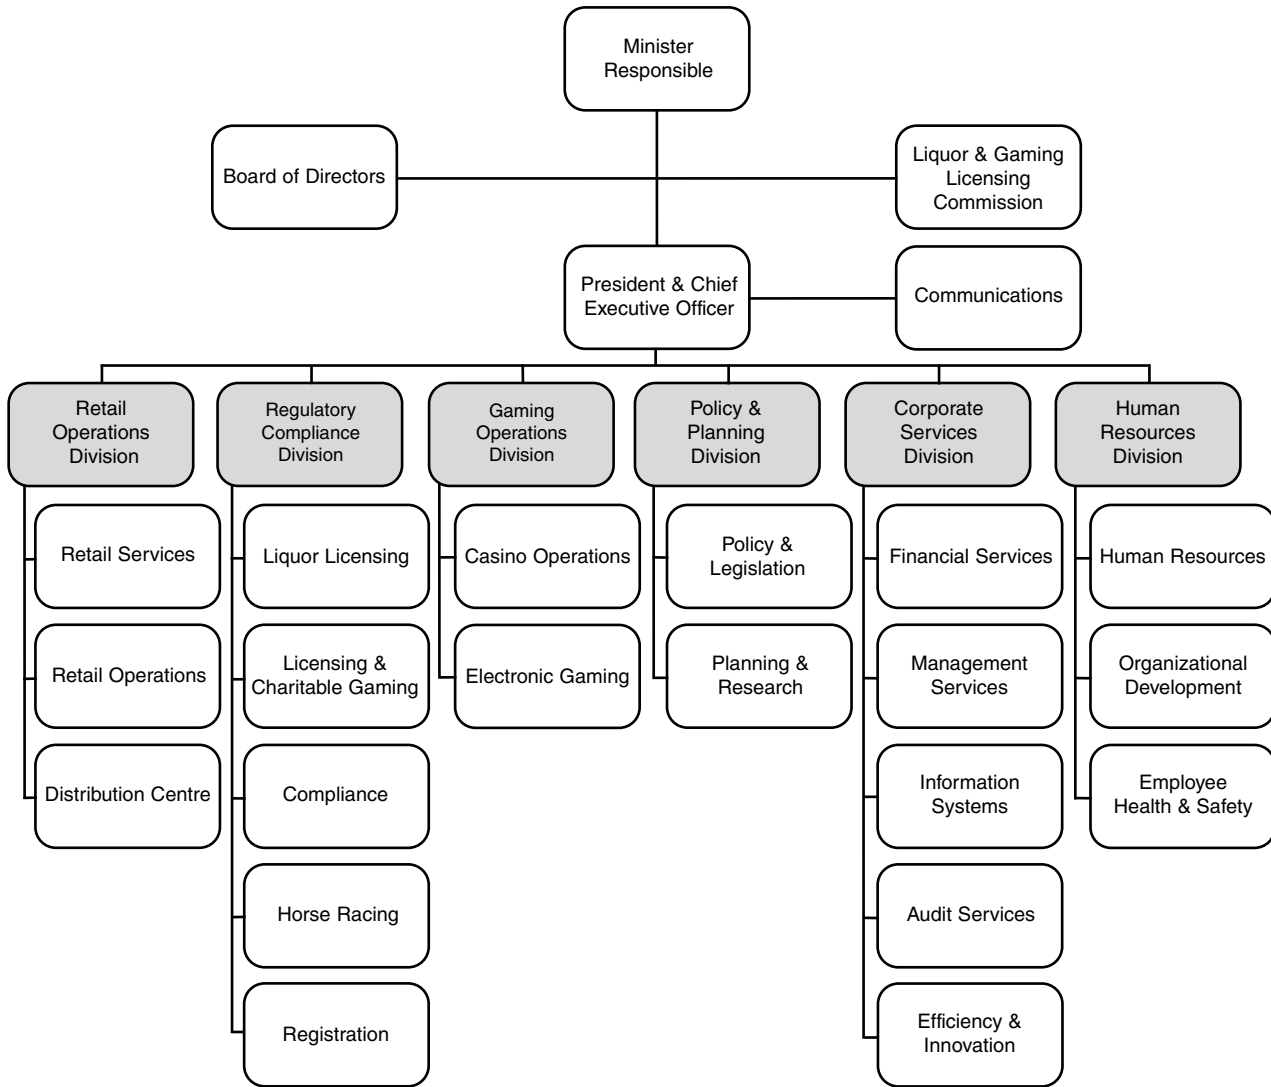 Minister
Responsible
Board of Directors
Liquor & Gaming
Licensing
Commission
President & Chief
Executive Officer
Communications
Retail
Operations
Division
Regulatory
Compliance
Division
Gaming
Operations
Division
Policy &
Planning
Division
Corporate
Services
Division
Human
Resources
Division
Retail Services
Liquor Licensing
Casino Operations
Policy &
Legislation
Financial Services
Human Resources
Retail Operations
Licensing &
Charitable Gaming
Electronic Gaming
Planning &
Research
Management
Services
Organizational
Development
Distribution Centre
Compliance
Information
Systems
Employee
Health & Safety
Horse Racing
Audit Services
Registration
Efficiency &
Innovation